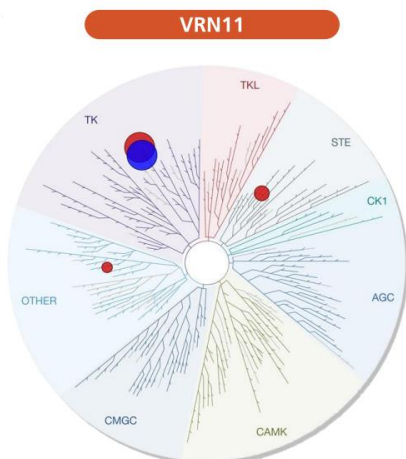 VRN11
TKL
TK
STE
CK1
AGC
OTHER
CMGC
CAMK